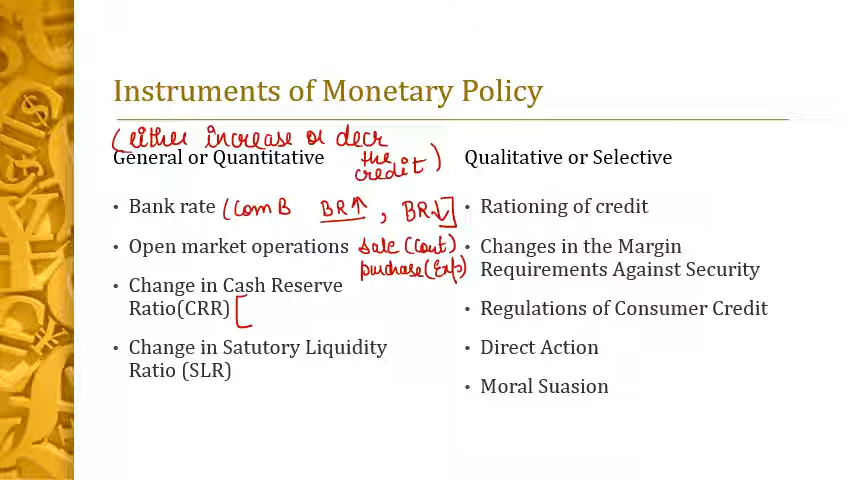 Instruments of Monetary Policy
(either increase or decr the credit)
General or Quantitative
• Bank rate (Com B BR↑, BR↓]
• Open market operations sale (Cont)
purchase (Exp)
• Change in Cash Reserve
Ratio(CRR) [
• Change in Satutory Liquidity
Ratio (SLR)
Qualitative or Selective
• Rationing of credit
• Changes in the Margin
Requirements Against Security
• Regulations of Consumer Credit
• Direct Action
• Moral Suasion